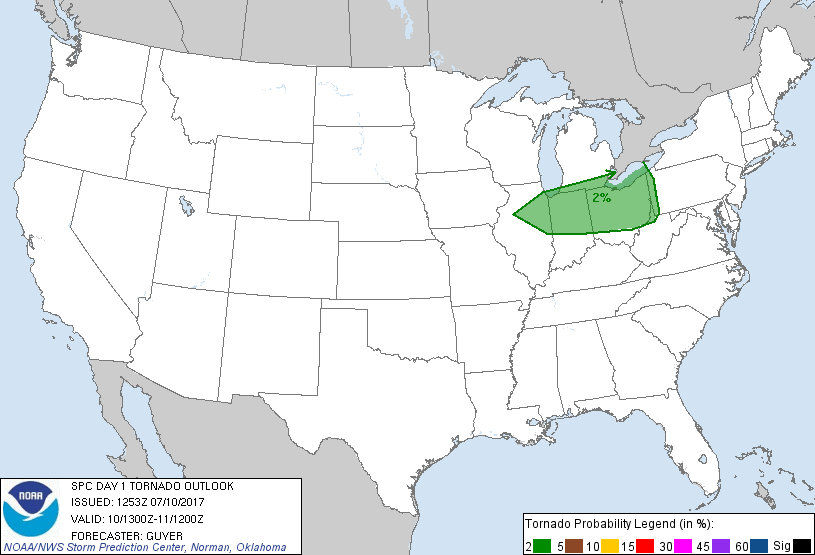 2%
NOAA
SPC DAY 1 TORNADO OUTLOOK
ISSUED: 1253Z 07/10/2017
VALID: 10/1300Z-11/1200Z
FORECASTER: GUYER
NOAA/NWS Storm Prediction Center, Norman, Oklahoma
Tornado Probability Legend (in %):
2 5 10 15 30 45 60 Sig